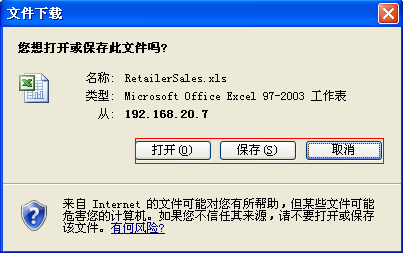 文件下载
您想打开或保存此文件吗?
名称: RetailerSales.xls
类型: Microsoft Office Excel 97-2003 工作表
从: 192.168.20.7
打开(O) 保存(S) 取消
来自 Internet 的文件可能对您有所帮助,但某些文件可能
危害您的计算机。如果您不信任其来源,请不要打开或保存
该文件。有何风险?